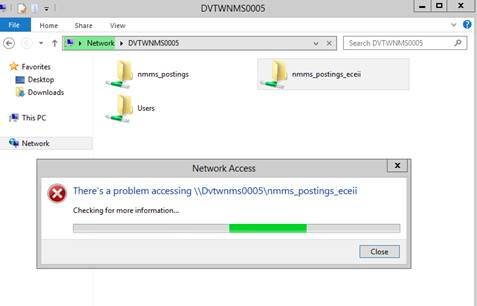 DVTWNMS0005
File Home Share View
Network DVTWNMS0005
Search DVTWNMS0005
Favorites
Desktop
Downloads
This PC
Network
nmms_postings
nmms_postings_eceii
Users
Network Access
There's a problem accessing \\Dvtwnms0005\nmms_postings_eceii
Checking for more information...
Close